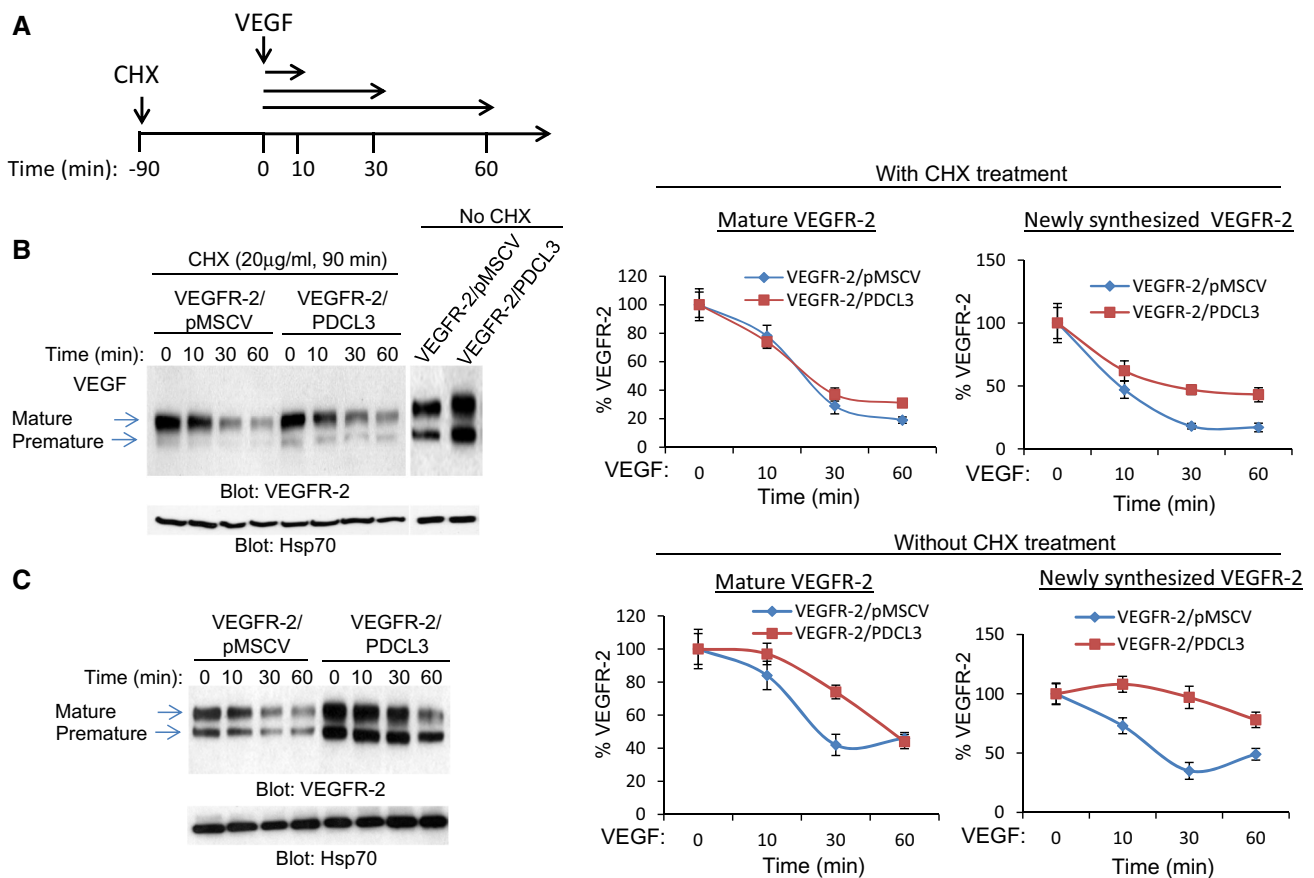 A
VEGF
CHX
Time (min): -90 0 10 30 60
B
No CHX
CHX (20µg/ml, 90 min)
VEGFR-2/pMSCV
VEGFR-2/PDCL3
VEGFR-2/
pMSCV
VEGFR-2/
PDCL3
Time (min): 0 10 30 60 0 10 30 60
VEGF
Mature
Premature
Blot: VEGFR-2
Blot: Hsp70
With CHX treatment
Mature VEGFR-2
VEGFR-2/pMSCV
VEGFR-2/PDCL3
% VEGFR-2
120
100
80
60
40
20
0
VEGF: 0 10 30 60
Time (min)
Newly synthesized VEGFR-2
VEGFR-2/pMSCV
VEGFR-2/PDCL3
% VEGFR-2
150
100
50
0
VEGF: 0 10 30 60
Time (min)
C
VEGFR-2/
pMSCV
VEGFR-2/
PDCL3
Time (min): 0 10 30 60 0 10 30 60
Mature
Premature
Blot: VEGFR-2
Blot: Hsp70
Without CHX treatment
Mature VEGFR-2
VEGFR-2/pMSCV
VEGFR-2/PDCL3
% VEGFR-2
120
100
80
60
40
20
0
VEGF: 0 10 30 60
Time (min)
Newly synthesized VEGFR-2
VEGFR-2/pMSCV
VEGFR-2/PDCL3
% VEGFR-2
150
100
50
0
VEGF: 0 10 30 60
Time (min)